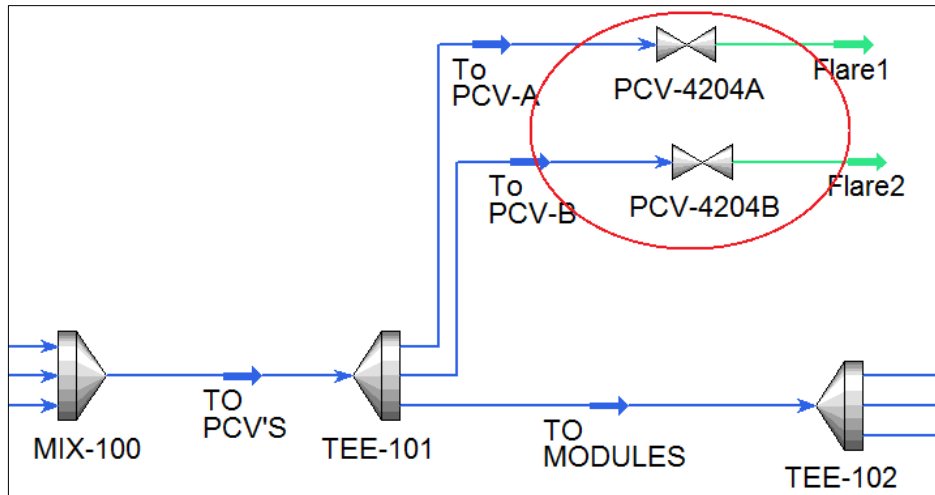 To
PCV-A
PCV-4204A
Flare1
To
PCV-B
PCV-4204B
Flare2
MIX-100
TO
PCV'S
TEE-101
TO
MODULES
TEE-102